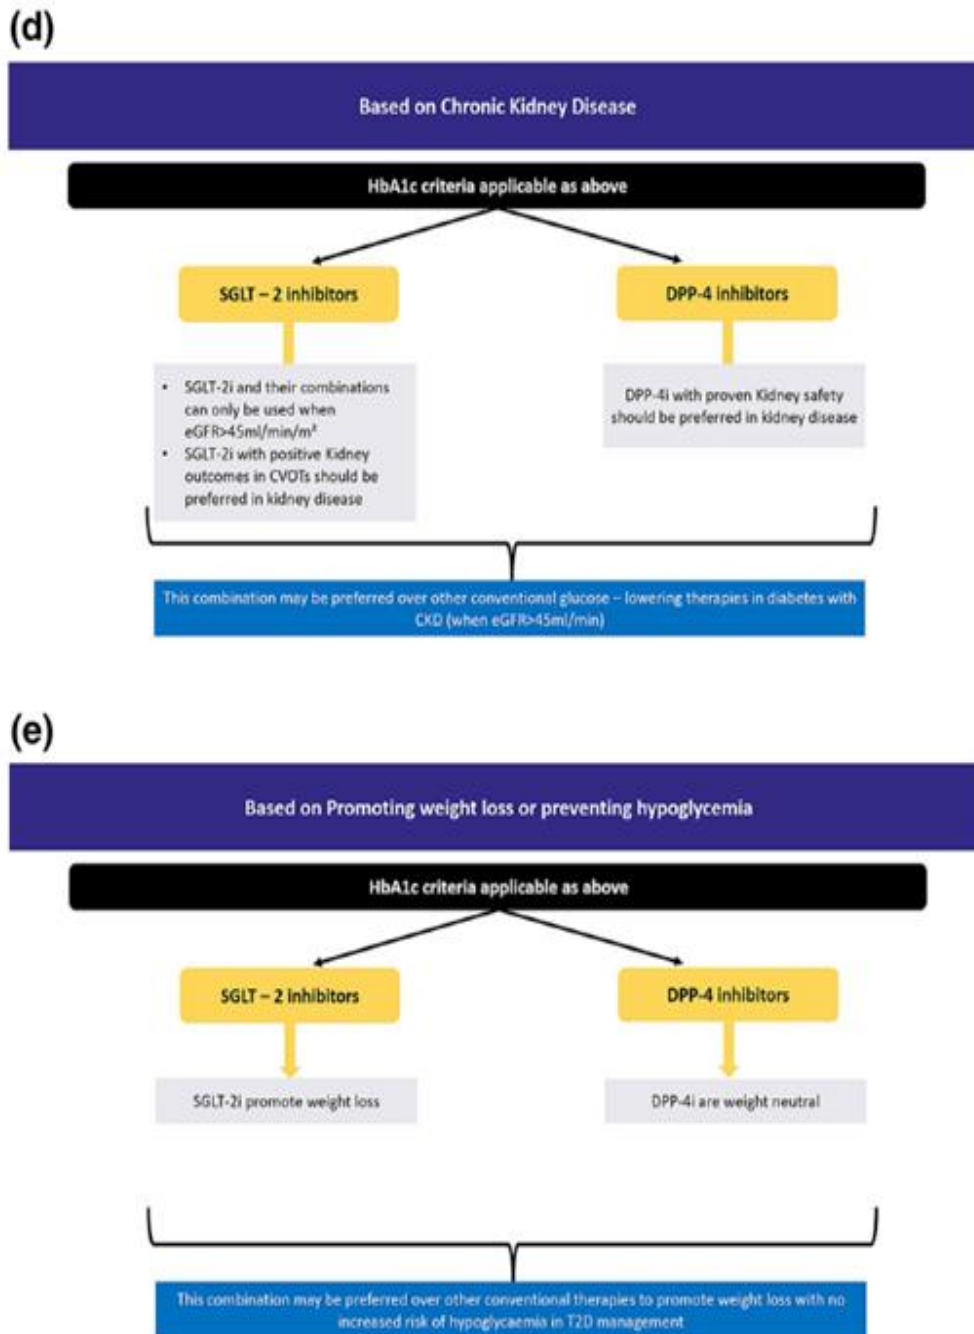 (d)
Based on Chronic Kidney Disease
HbA1c criteria applicable as above
SGLT – 2 inhibitors
DPP-4 inhibitors
• SGLT-2i and their combinations
can only be used when
eGFR>45ml/min/m²
• SGLT-2i with positive Kidney
outcomes in CVOTs should be
preferred in kidney disease
DPP-4i with proven Kidney safety
should be preferred in kidney disease
This combination may be preferred over other conventional glucose – lowering therapies in diabetes with
CKD (when eGFR>45ml/min)
(e)
Based on Promoting weight loss or preventing hypoglycemia
HbA1c criteria applicable as above
SGLT – 2 inhibitors
DPP-4 inhibitors
SGLT-2i promote weight loss
DPP-4i are weight neutral
This combination may be preferred over other conventional therapies to promote weight loss with no
increased risk of hypoglycaemia in T2D management